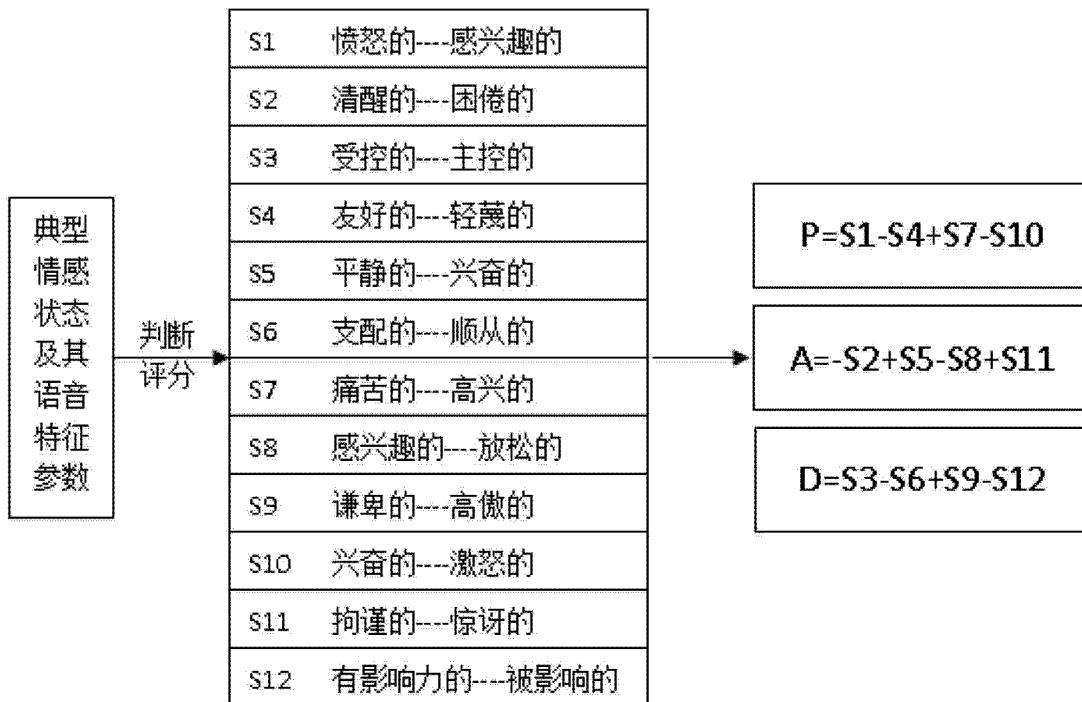 典型
情感
状态
及其
语音
特征
参数
判断
评分
S1 愤怒的----感兴趣的
S2 清醒的----困倦的
S3 受控的----主控的
S4 友好的----轻蔑的
S5 平静的----兴奋的
S6 支配的----顺从的
S7 痛苦的----高兴的
S8 感兴趣的----放松的
S9 谦卑的----高傲的
S10 兴奋的----激怒的
S11 拘谨的----惊讶的
S12 有影响力的----被影响的
P=S1-S4+S7-S10
A=-S2+S5-S8+S11
D=S3-S6+S9-S12